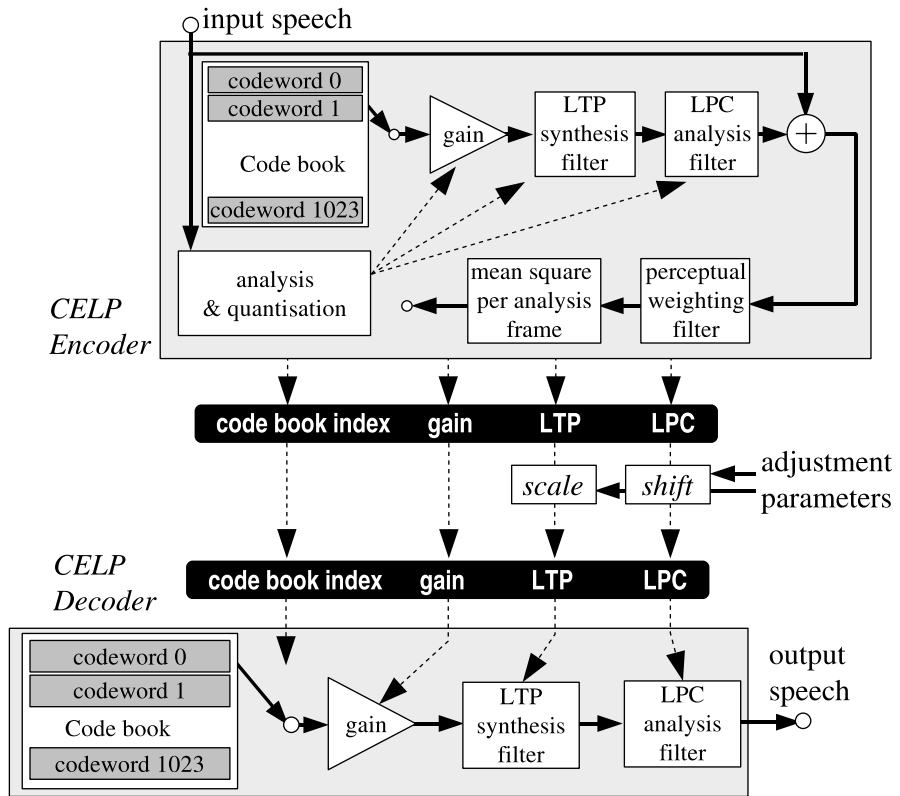 input speech
codeword 0
codeword 1
Code book
codeword 1023
gain
LTP
synthesis
filter
LPC
analysis
filter
+
analysis
& quantisation
mean square
per analysis
frame
perceptual
weighting
filter
CELP
Encoder
code book index gain LTP LPC
scale
shift
adjustment
parameters
CELP
Decoder
code book index gain LTP LPC
codeword 0
codeword 1
Code book
codeword 1023
gain
LTP
synthesis
filter
LPC
analysis
filter
output
speech